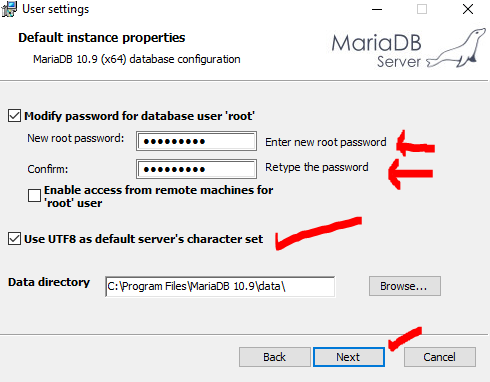 User settings
Default instance properties
MariaDB 10.9 (x64) database configuration
MariaDB
Server
Modify password for database user 'root'
New root password: ●●●●●●●●● Enter new root password
Confirm: ●●●●●●●●● Retype the password
Enable access from remote machines for
'root' user
Use UTF8 as default server's character set
Data directory C:\Program Files\MariaDB 10.9\data\ Browse...
Back Next Cancel